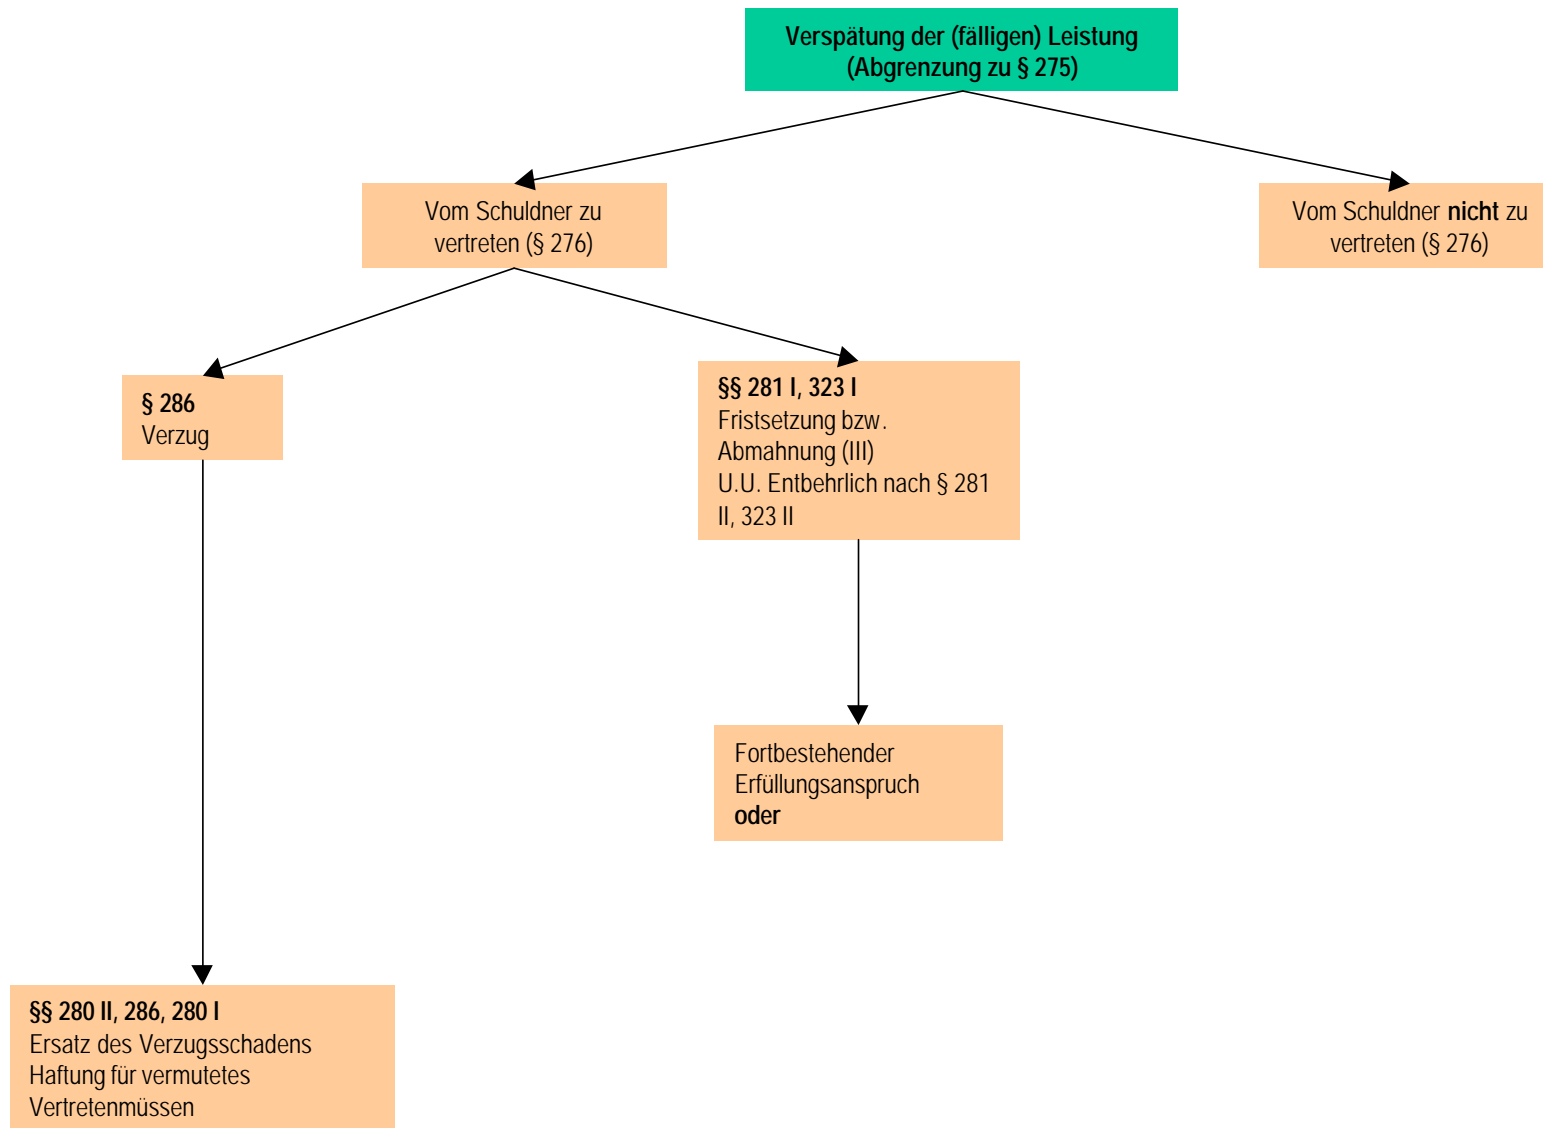 Verspätung der (fälligen) Leistung
(Abgrenzung zu § 275)
Vom Schuldner zu
vertreten (§ 276)
Vom Schuldner nicht zu
vertreten (§ 276)
§ 286
Verzug
§§ 281 I, 323 I
Fristsetzung bzw.
Abmahnung (III)
U.U. Entbehrlich nach § 281
II, 323 II
Fortbestehender
Erfüllungsanspruch
oder
§§ 280 II, 286, 280 I
Ersatz des Verzugsschadens
Haftung für vermutetes
Vertretenmüssen